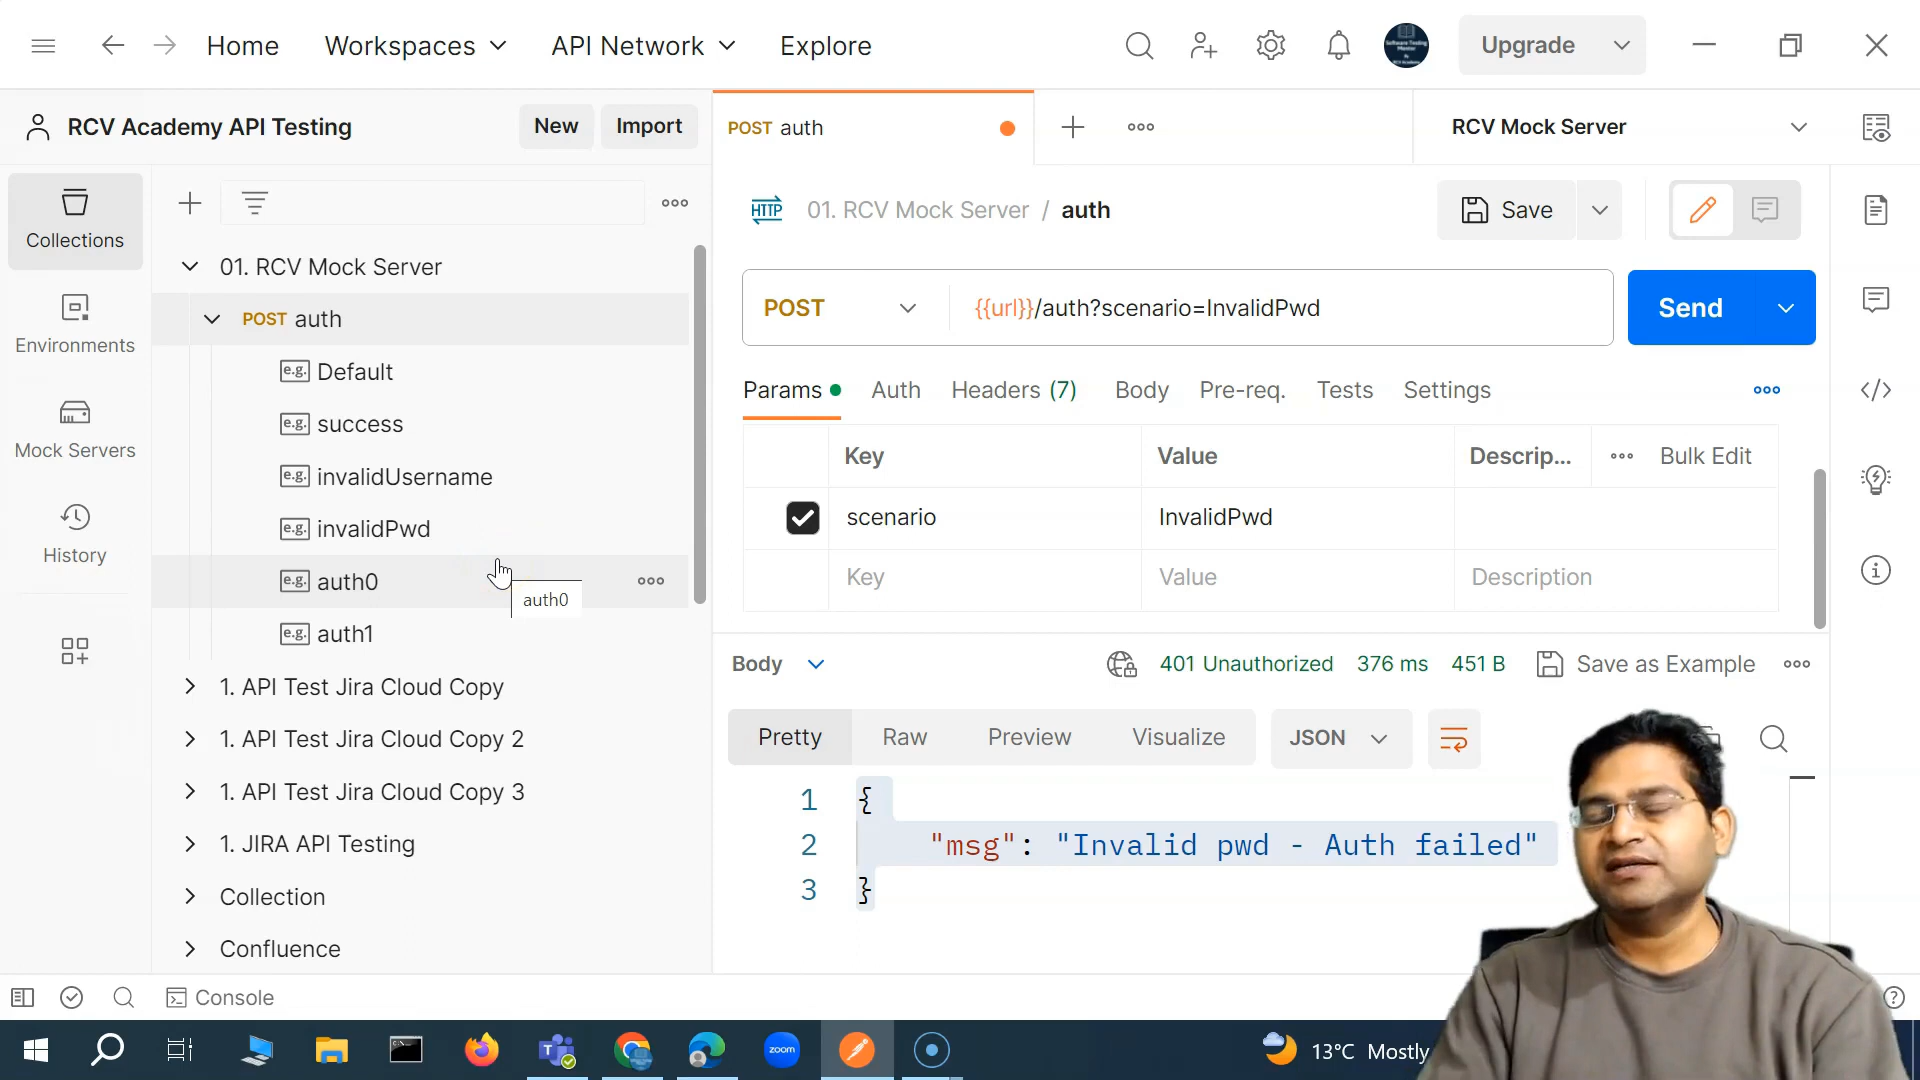 Home
Workspaces
API Network
Explore
Upgrade
RCV Academy API Testing
New
Import
POST auth
RCV Mock Server
Collections
Environments
Mock Servers
History
01. RCV Mock Server
POST auth
e.g. Default
e.g. success
e.g. invalidUsername
e.g. invalidPwd
e.g. auth0
auth0
e.g. auth1
1. API Test Jira Cloud Copy
1. API Test Jira Cloud Copy 2
1. API Test Jira Cloud Copy 3
1. JIRA API Testing
Collection
Confluence
HTTP
01. RCV Mock Server / auth
Save
POST
{{url}}/auth?scenario=InvalidPwd
Send
Params
Auth
Headers (7)
Body
Pre-req.
Tests
Settings
Key
Value
Descrip...
Bulk Edit
scenario
InvalidPwd
Key
Value
Description
Body
401 Unauthorized
376 ms
451 B
Save as Example
Pretty
Raw
Preview
Visualize
JSON
1 {
2 "msg": "Invalid pwd - Auth failed"
3 }
Console
zoom
13°C Mostly